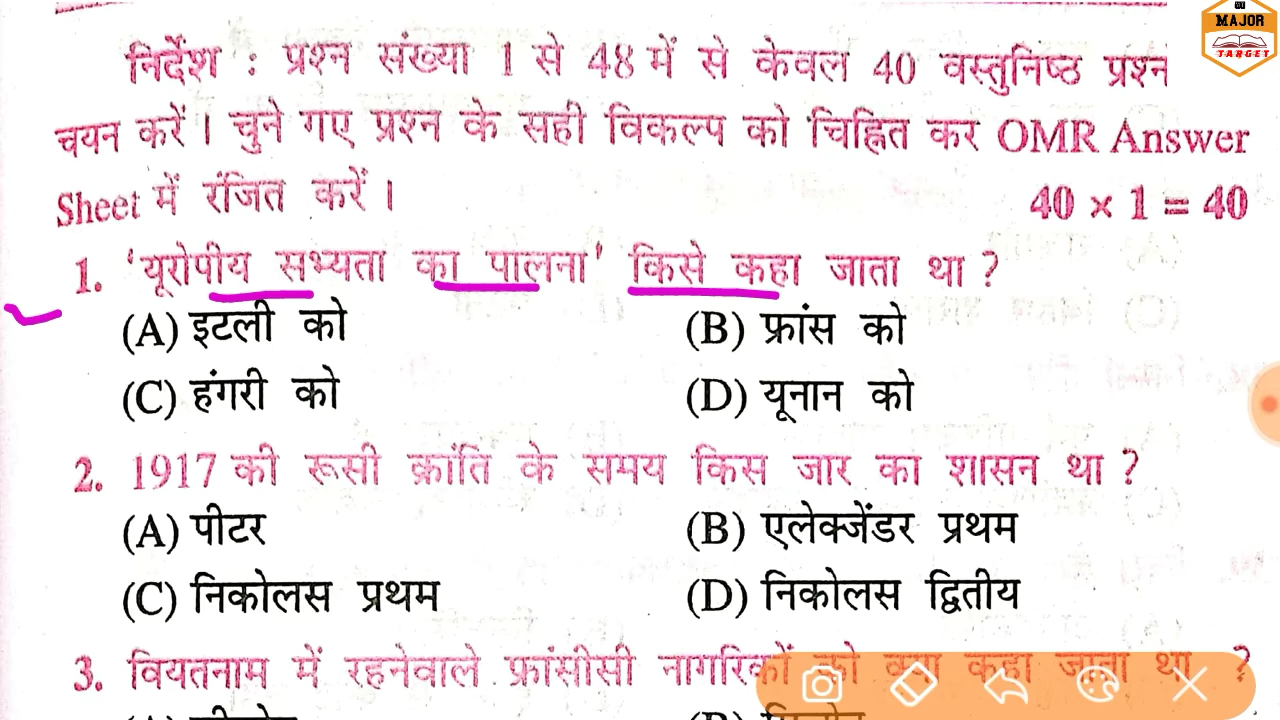 MAJOR
TARGET
निर्देश : प्रश्न संख्या 1 से 48 में से केवल 40 वस्तुनिष्ठ प्रश्न
चयन करें । चुने गए प्रश्न के सही विकल्प को चिह्नित कर OMR Answer
Sheet में रंजित करें ।
40 × 1 = 40
1. 'यूरोपीय सभ्यता का पालना' किसे कहा जाता था ?
(A) इटली को (B) फ्रांस को
(C) हंगरी को (D) यूनान को
2. 1917 की रूसी क्रांति के समय किस जार का शासन था ?
(A) पीटर (B) एलेक्जेंडर प्रथम
(C) निकोलस प्रथम (D) निकोलस द्वितीय
3. वियतनाम में रहनेवाले फ्रांसीसी नागरिकों को क्या कहा जाता था ?
(A) (B)